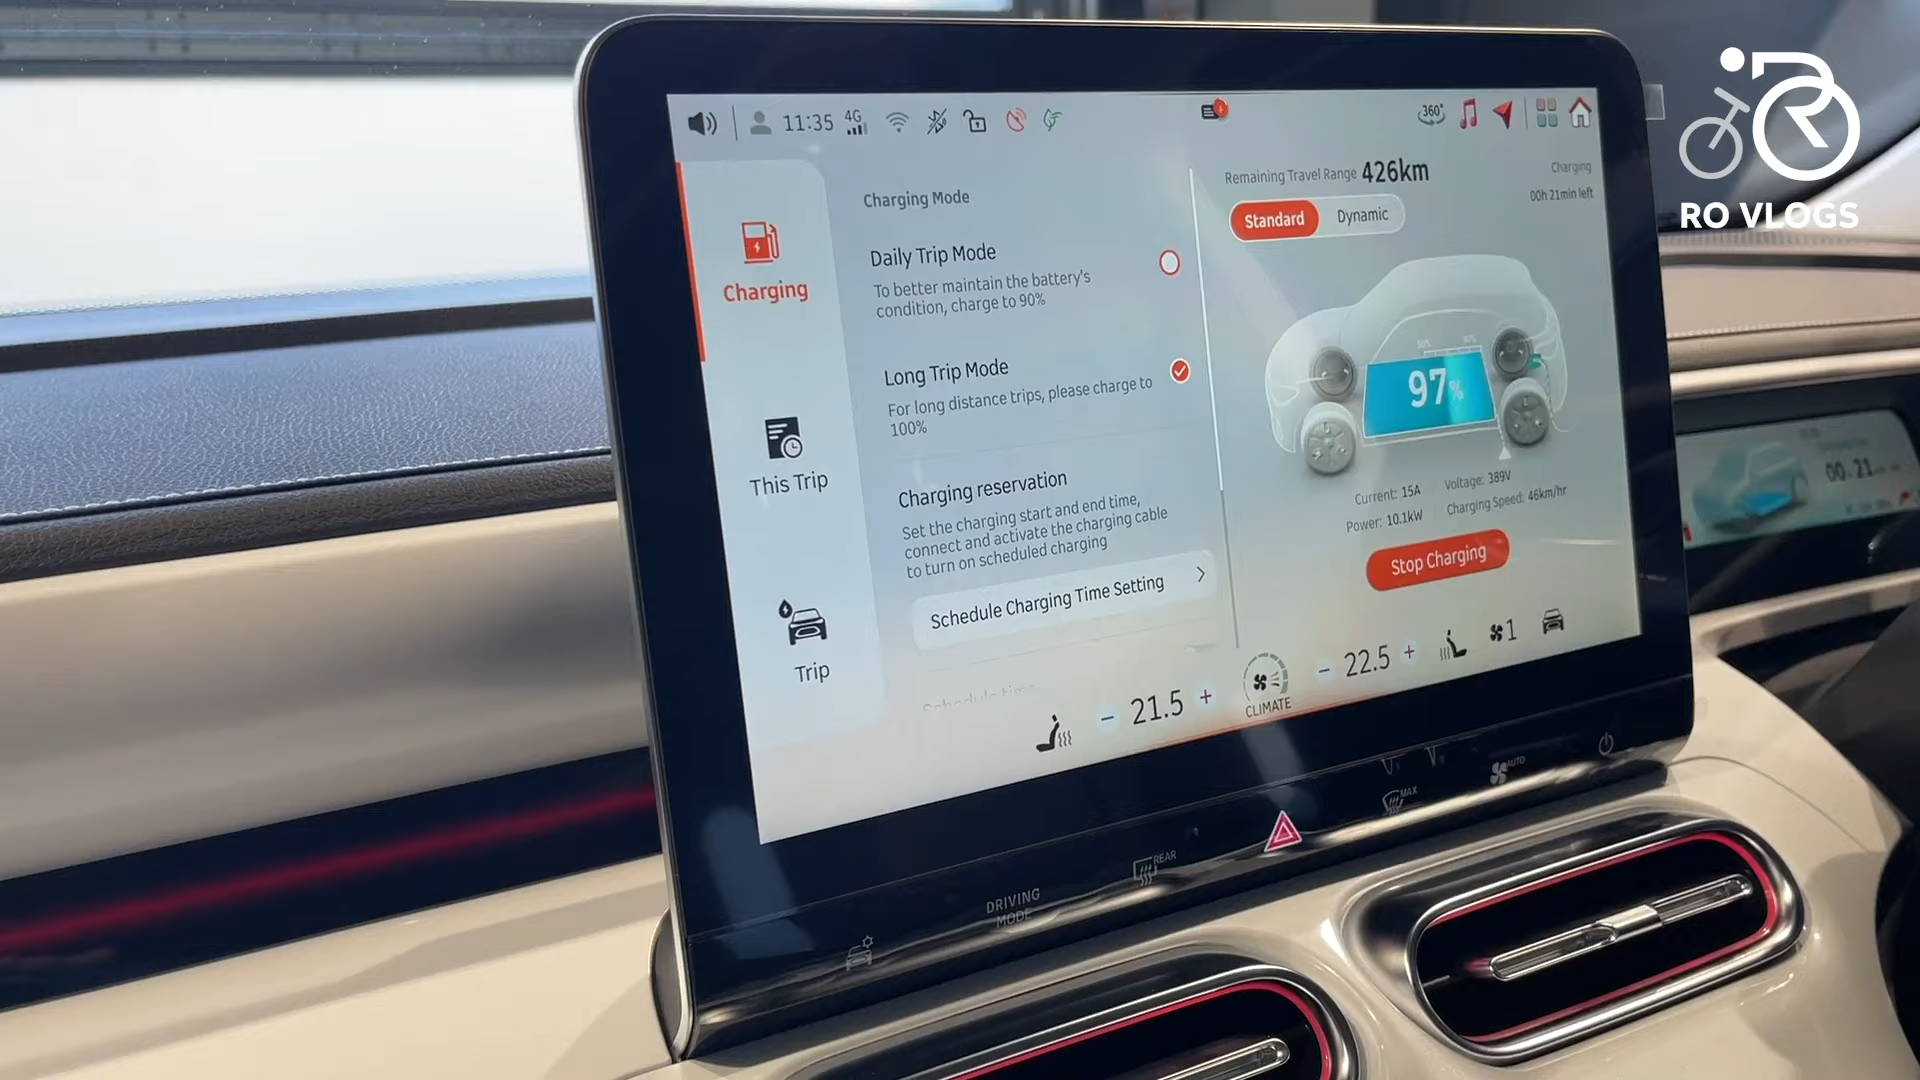 11:35
4G
360°
Charging
This Trip
Trip
Charging Mode
Daily Trip Mode
To better maintain the battery's
condition, charge to 90%
Long Trip Mode
For long distance trips, please charge to
100%
Charging reservation
Set the charging start and end time,
connect and activate the charging cable
to turn on scheduled charging
Schedule Charging Time Setting
Remaining Travel Range 426km
Charging
00h 21min left
Standard
Dynamic
97%
Current: 15A
Voltage: 389V
Power: 10.1kW
Charging Speed: 46km/hr
Stop Charging
- 21.5 +
CLIMATE
- 22.5 +
1
DRIVING
MODE
REAR
MAX
AUTO
RO VLOGS